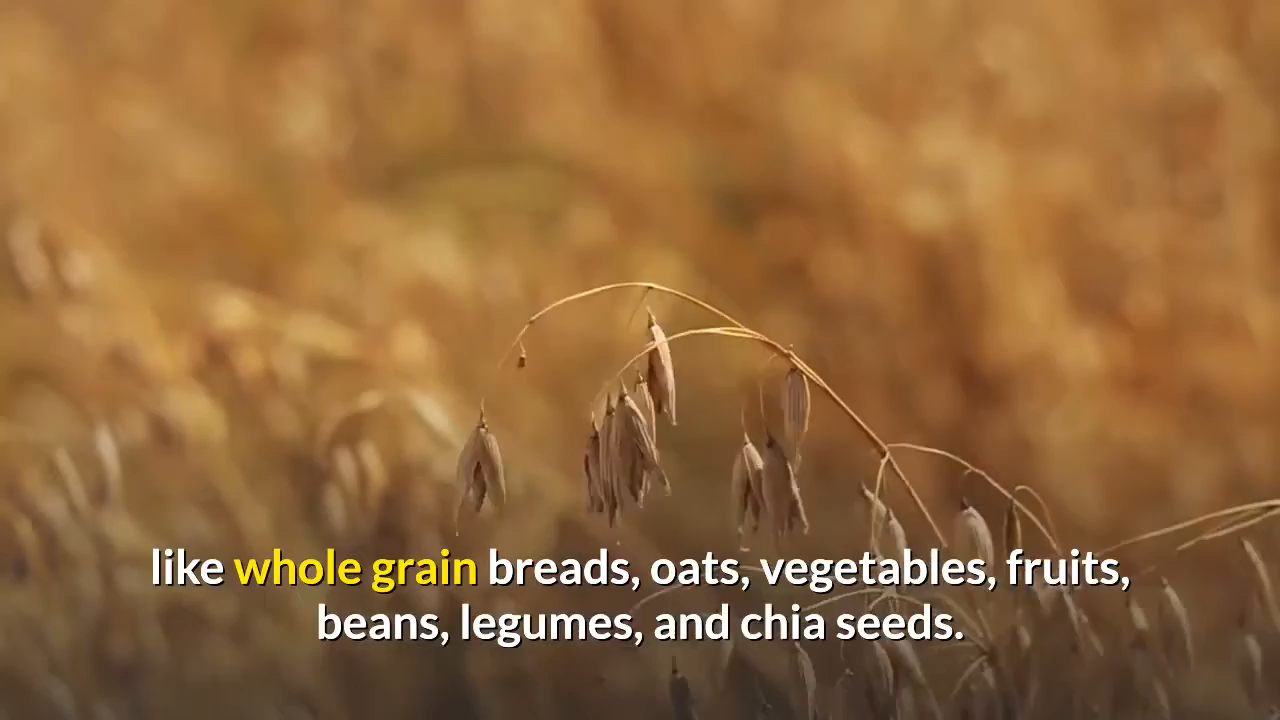 like whole grain breads, oats, vegetables, fruits,
beans, legumes, and chia seeds.